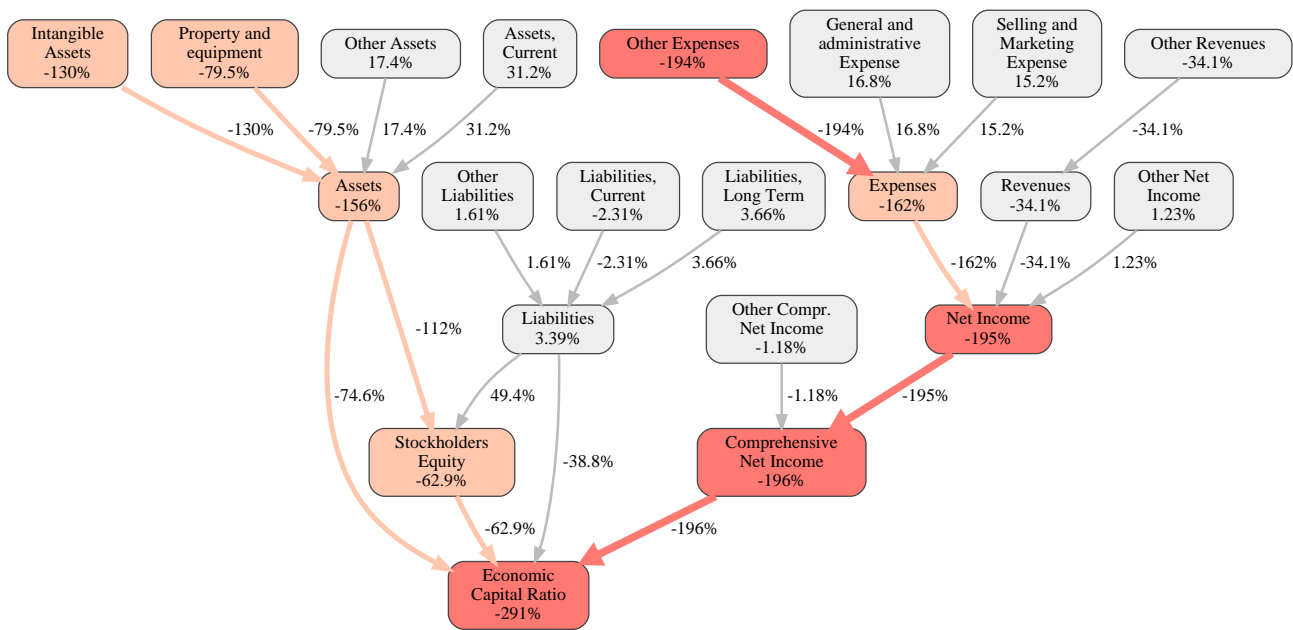 Intangible
Assets
-130%
Property and
equipment
-79.5%
Other Assets
17.4%
Assets,
Current
31.2%
Other Expenses
-194%
General and
administrative
Expense
16.8%
Selling and
Marketing
Expense
15.2%
Other Revenues
-34.1%
-130%
-79.5%
17.4%
31.2%
-194%
16.8%
15.2%
-34.1%
Assets
-156%
Other
Liabilities
1.61%
Liabilities,
Current
-2.31%
Liabilities,
Long Term
3.66%
Expenses
-162%
Revenues
-34.1%
Other Net
Income
1.23%
1.61%
-2.31%
3.66%
-162%
-34.1%
1.23%
Liabilities
3.39%
Other Compr.
Net Income
-1.18%
Net Income
-195%
-112%
-74.6%
49.4%
-1.18%
-195%
Stockholders
Equity
-62.9%
-38.8%
Comprehensive
Net Income
-196%
-62.9%
-196%
Economic
Capital Ratio
-291%